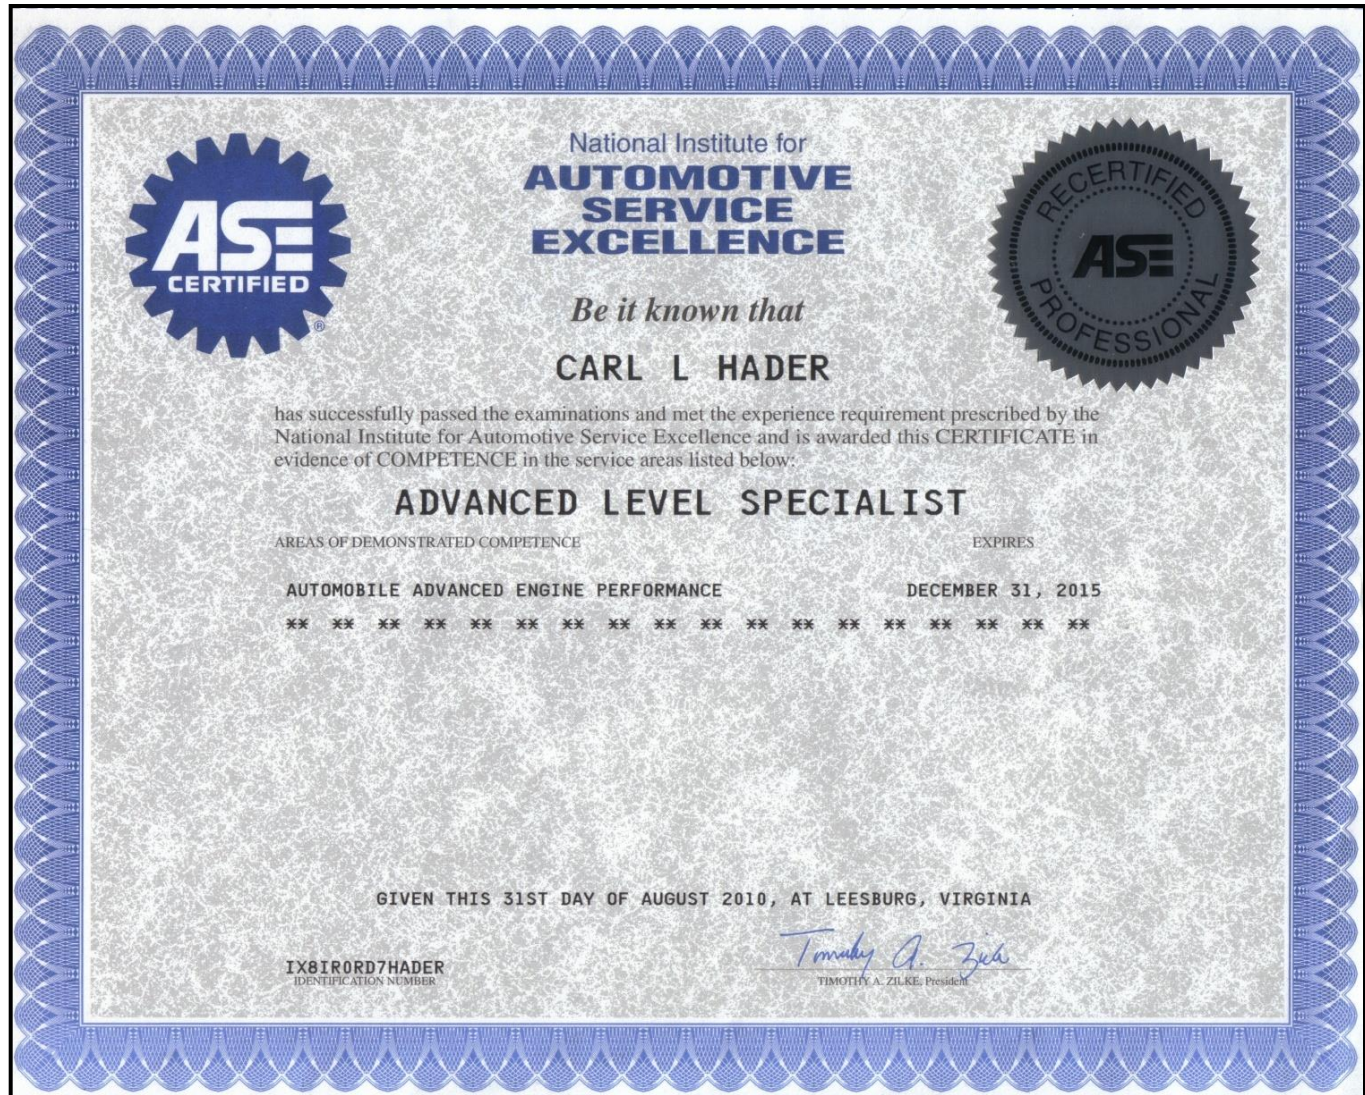 National Institute for
AUTOMOTIVE
SERVICE
EXCELLENCE
ASE
CERTIFIED
®
RECERTIFIED
ASE
PROFESSIONAL
Be it known that
CARL L HADER
has successfully passed the examinations and met the experience requirement prescribed by the
National Institute for Automotive Service Excellence and is awarded this CERTIFICATE in
evidence of COMPETENCE in the service areas listed below:
ADVANCED LEVEL SPECIALIST
AREAS OF DEMONSTRATED COMPETENCE EXPIRES
AUTOMOBILE ADVANCED ENGINE PERFORMANCE DECEMBER 31, 2015
** ** ** ** ** ** ** ** ** ** ** ** ** ** ** ** ** **
GIVEN THIS 31ST DAY OF AUGUST 2010, AT LEESBURG, VIRGINIA
Timothy A. Zilke
IX8IR0RD7HADER
IDENTIFICATION NUMBER
TIMOTHY A. ZILKE, President